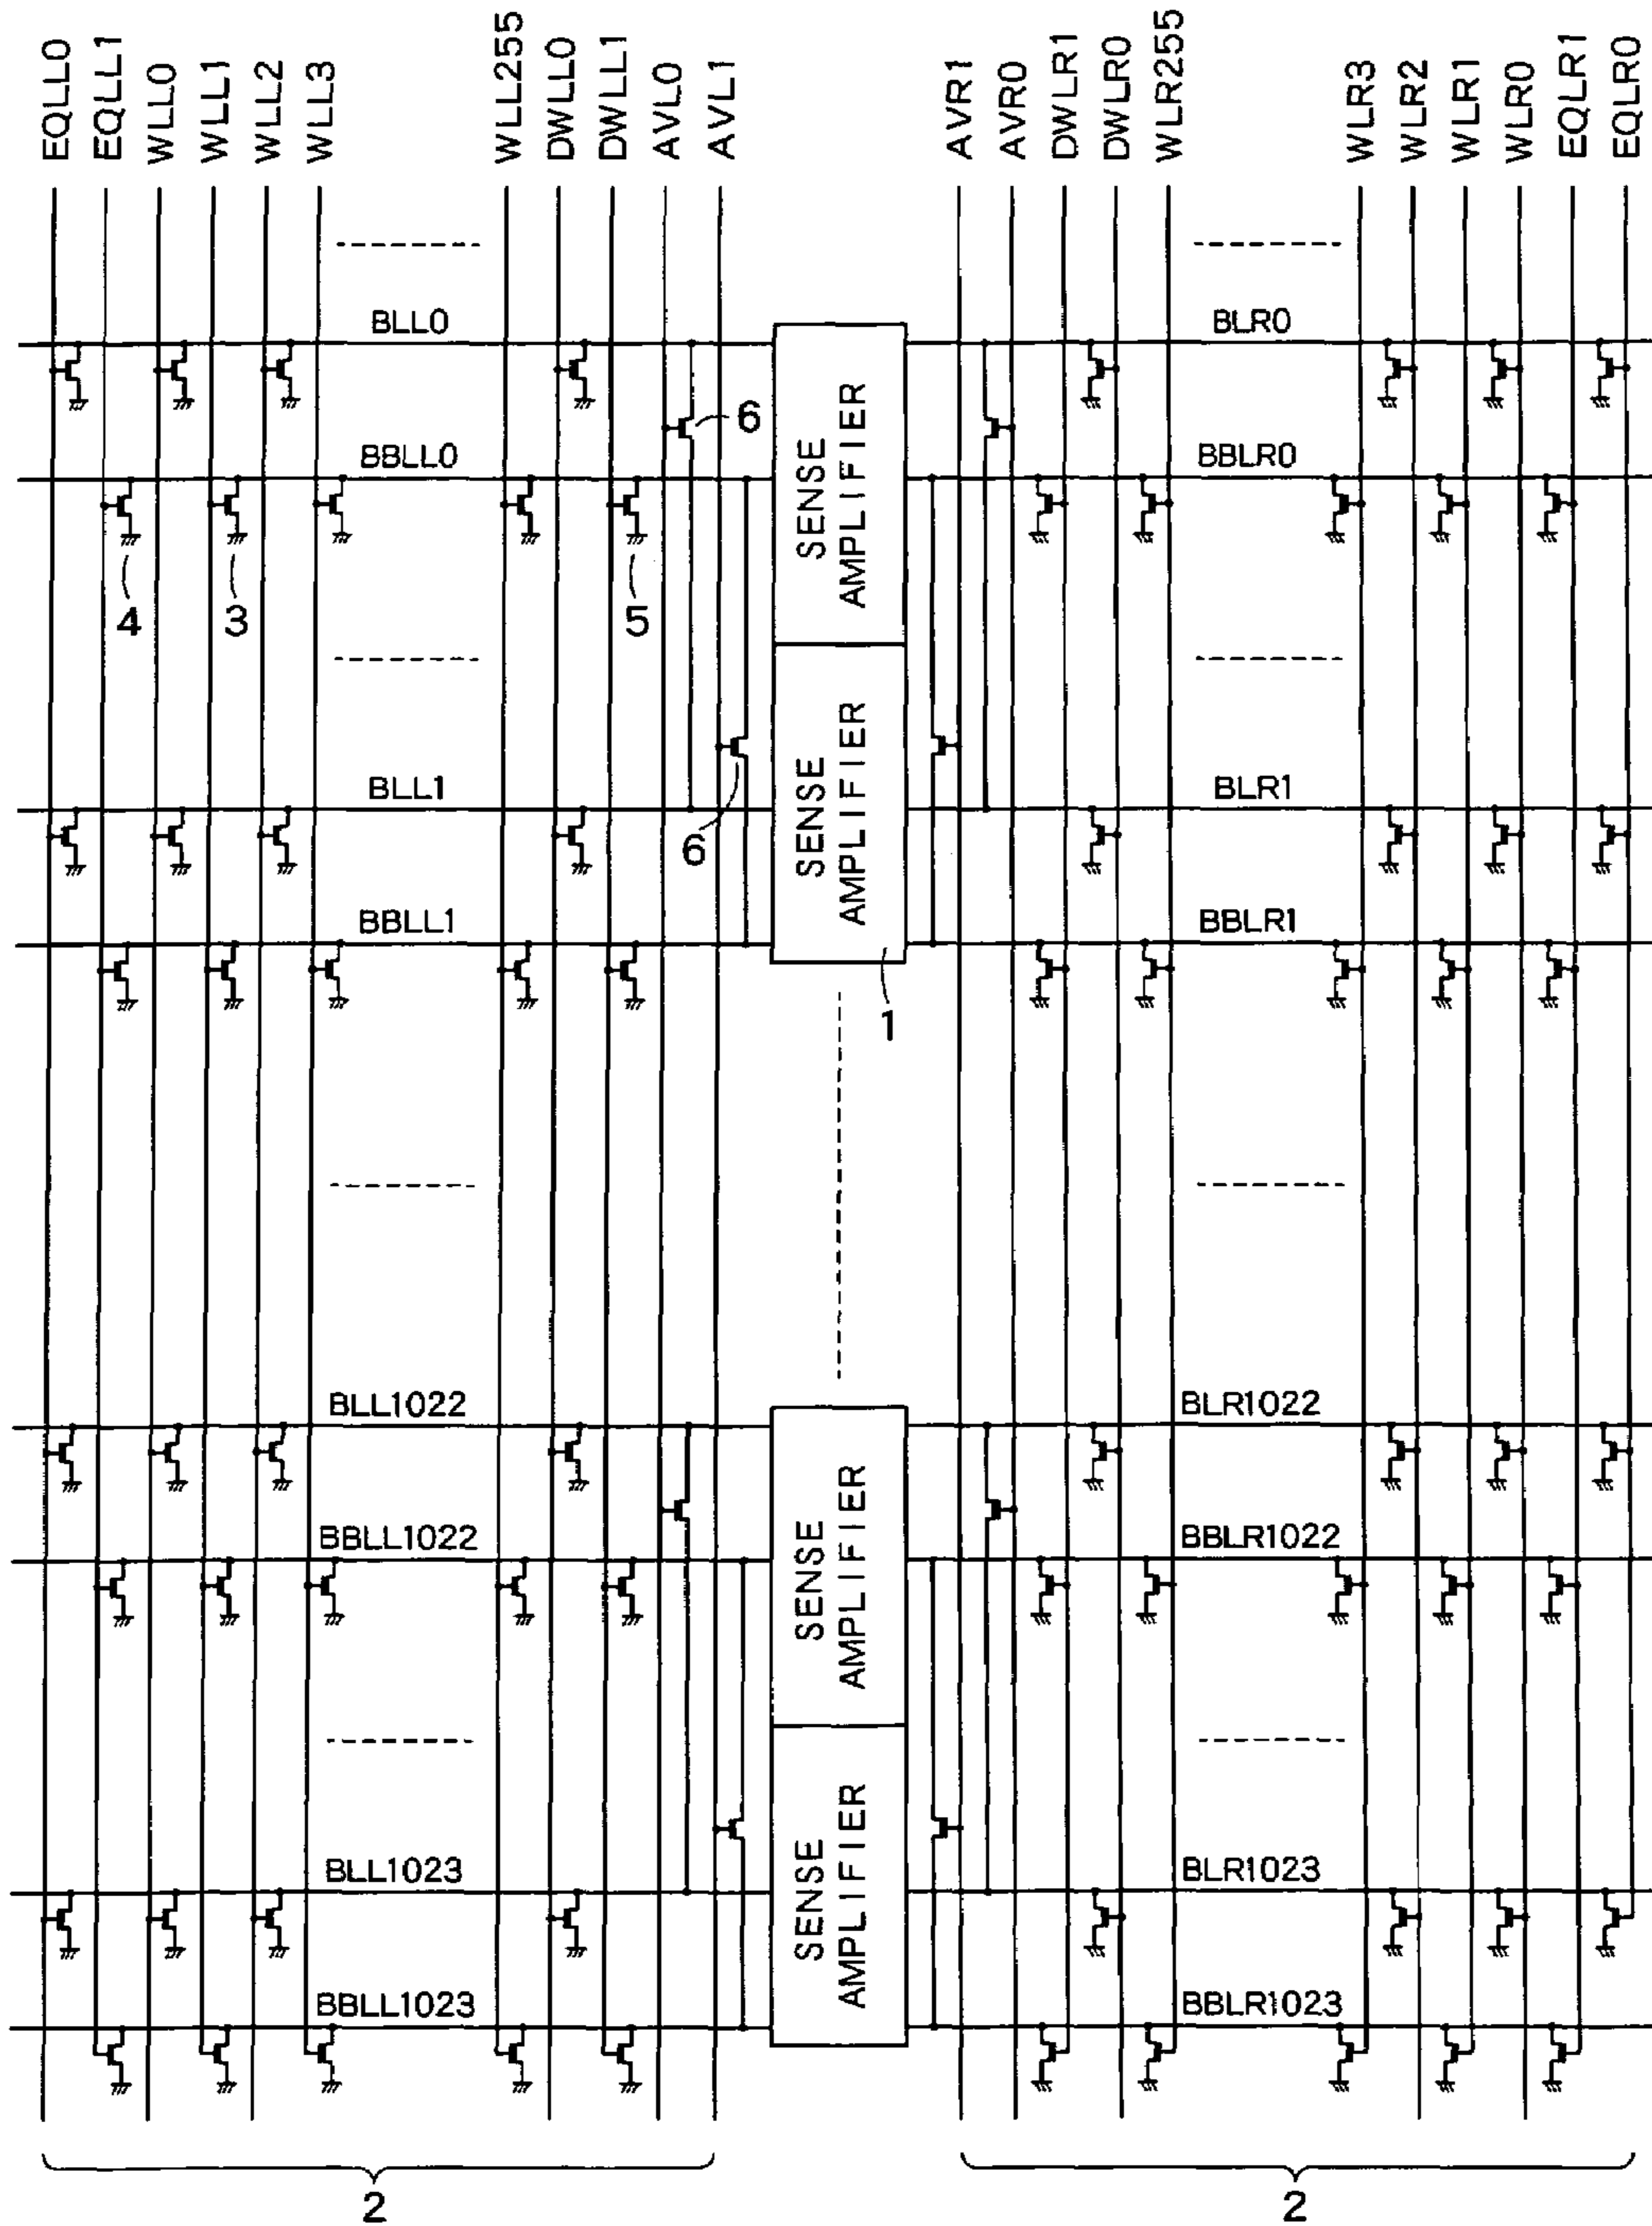 EQLL0
EQLL1
WLL0
WLL1
WLL2
WLL3
WLL255
DWLL0
DWLL1
AVL0
AVL1
AVR1
AVR0
DWLR1
DWLR0
WLR255
WLR3
WLR2
WLR1
WLR0
EQLR1
EQLR0
BLL0
BLR0
6
BBLL0
BBLR0
SENSE
AMPLIFIER
4
3
5
BLL1
BLR1
6
SENSE
AMPLIFIER
BBLL1
BBLR1
1
BLL1022
BLR1022
BBLL1022
BBLR1022
SENSE
AMPLIFIER
BLL1023
BLR1023
SENSE
AMPLIFIER
BBLL1023
BBLR1023
2
2